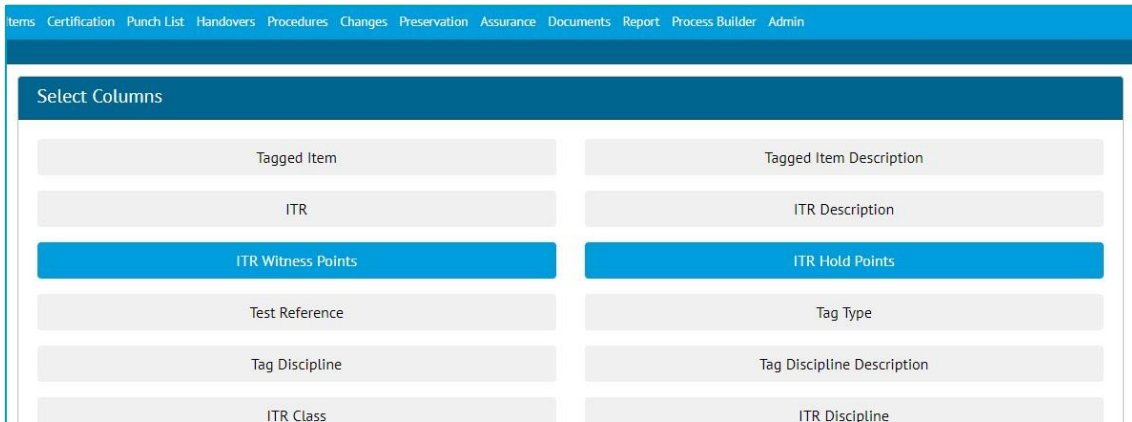 tems Certification Punch List Handovers Procedures Changes Preservation Assurance Documents Report Process Builder Admin
Select Columns
Tagged Item Tagged Item Description
ITR ITR Description
ITR Witness Points ITR Hold Points
Test Reference Tag Type
Tag Discipline Tag Discipline Description
ITR Class ITR Discipline